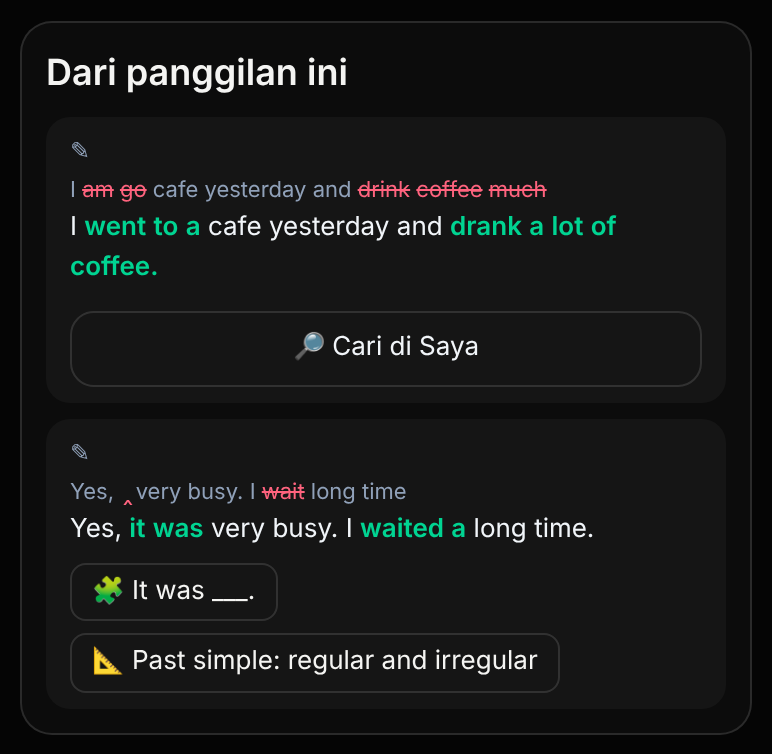 Dari panggilan ini
✎
I am go cafe yesterday and drink coffee much
I went to a cafe yesterday and drank a lot of
coffee.
🔎 Cari di Saya
✎
Yes, ‸very busy. I wait long time
Yes, it was very busy. I waited a long time.
🧩 It was ___.
📐 Past simple: regular and irregular